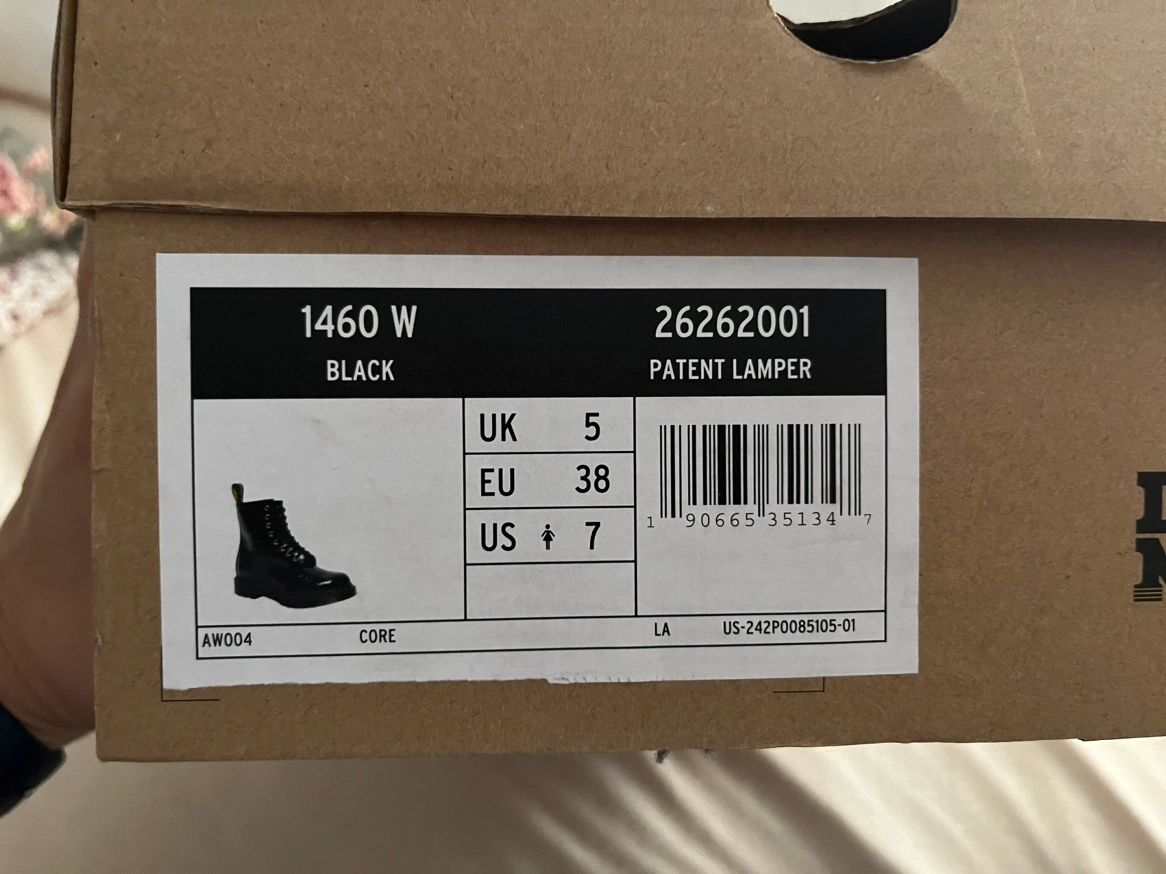 1460 W
BLACK
26262001
PATENT LAMPER
UK 5
EU 38
US 7
1 90665 35134 7
AW004 CORE LA US-242P0085105-01